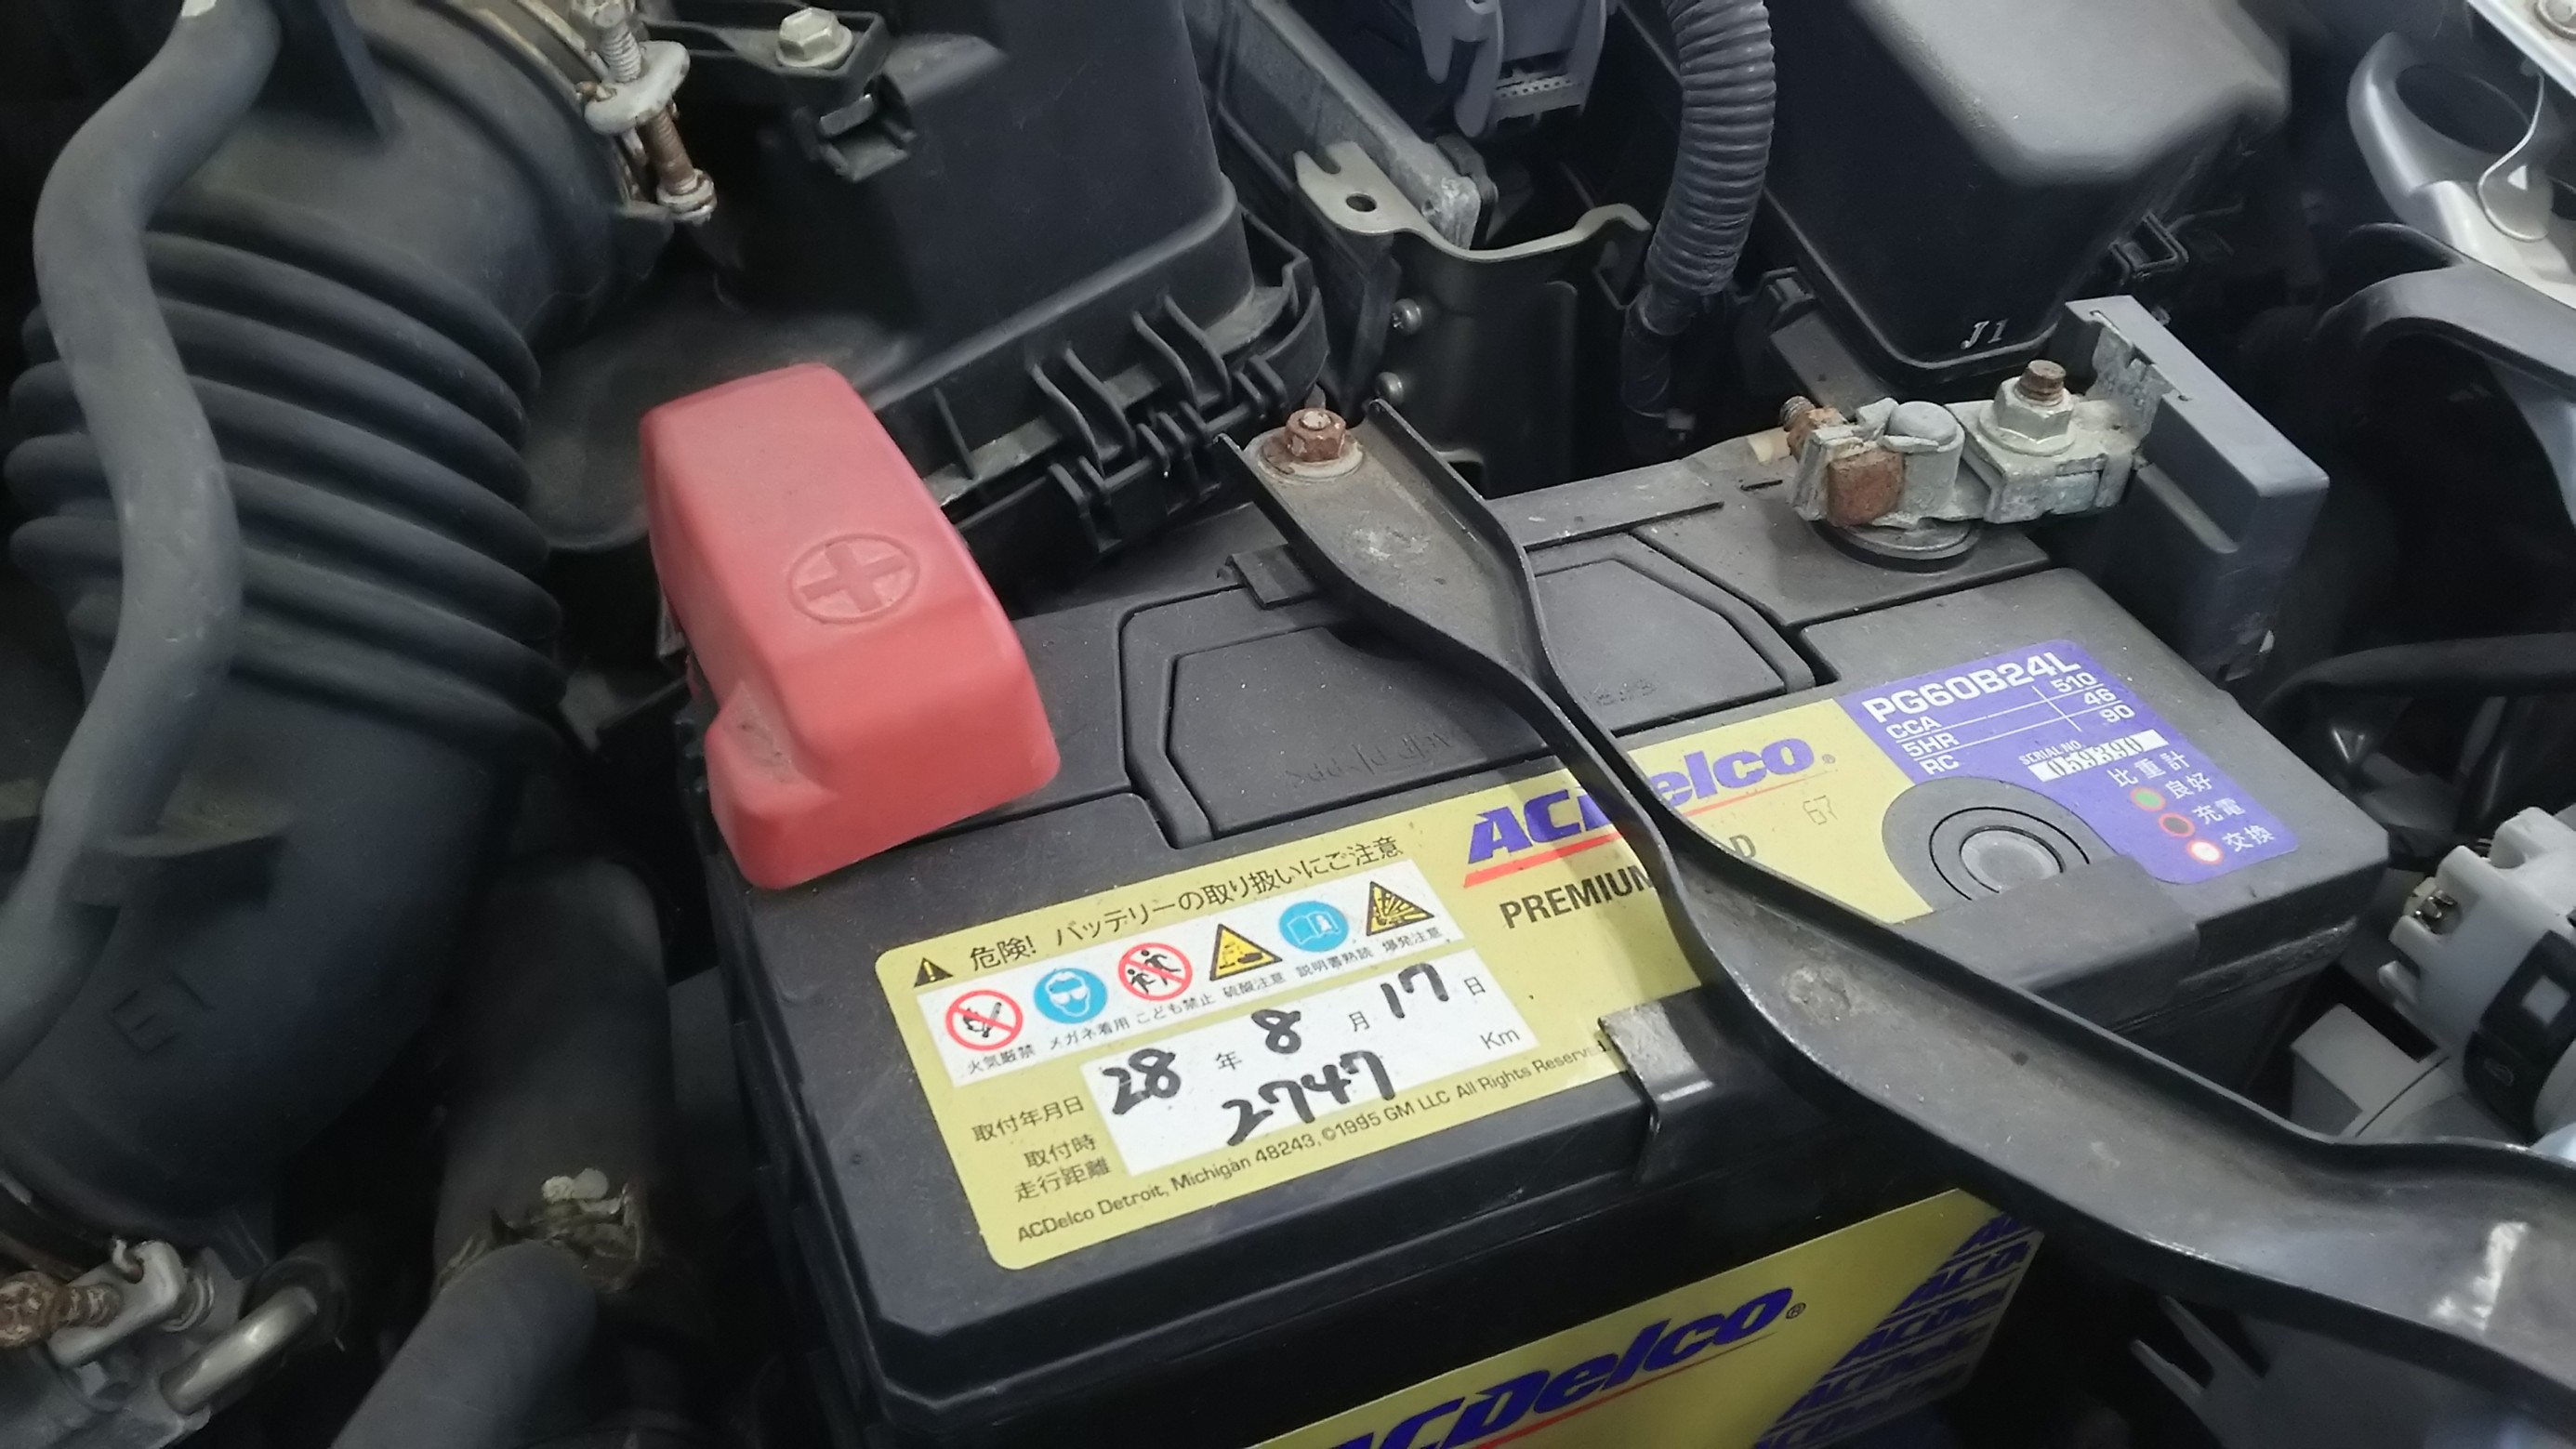 J1
PG60B24L
CCA 510
5HR 46
RC 90
SERIAL NO.
059390
比重計
良好
充電
交換
ACDelco®
67
PREMIUM
危険! バッテリーの取り扱いにご注意
火気厳禁 メガネ着用 こども禁止 硫酸注意 説明書熟読 爆発注意
取付年月日 28 年 8 月 17 日
取付時
走行距離 2747 Km
ACDelco Detroit, Michigan 48243, ©1995 GM LLC All Rights Reserved
ACDelco®